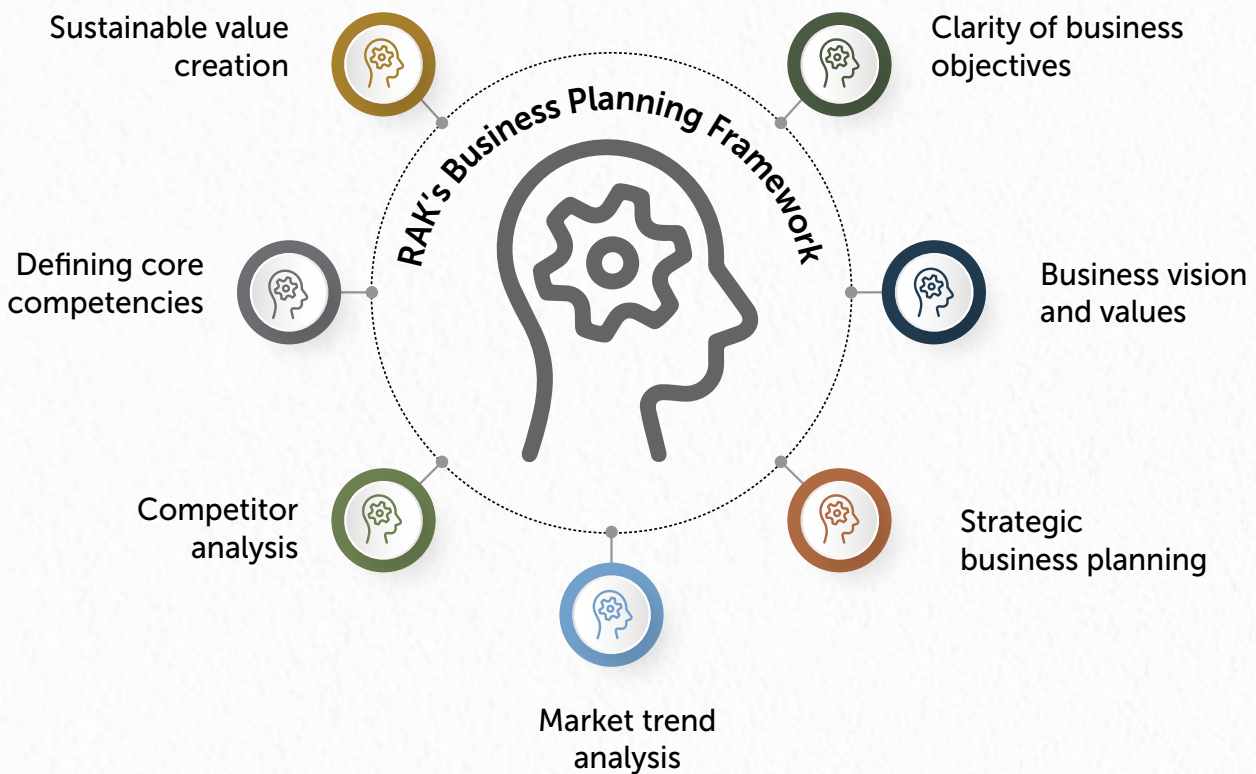 RAK's Business Planning Framework
Sustainable value
creation
Clarity of business
objectives
Defining core
competencies
Business vision
and values
Competitor
analysis
Strategic
business planning
Market trend
analysis